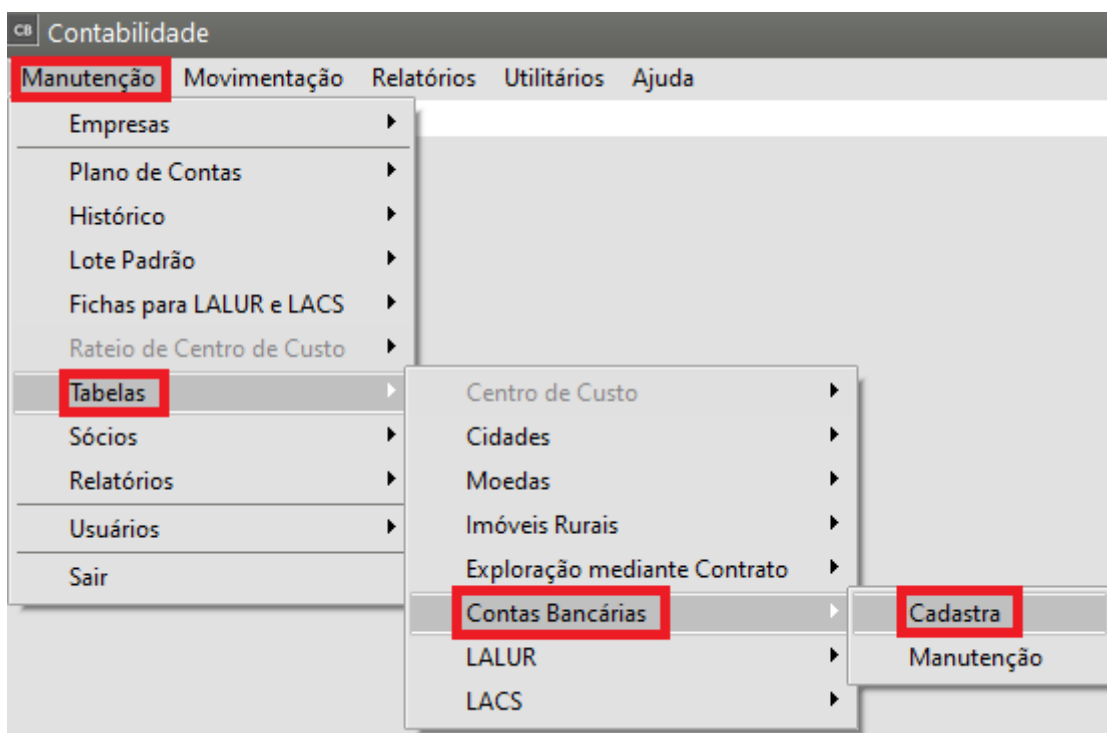 CB Contabilidade
Manutenção Movimentação Relatórios Utilitários Ajuda
Empresas
Plano de Contas
Histórico
Lote Padrão
Fichas para LALUR e LACS
Rateio de Centro de Custo
Tabelas
Sócios
Relatórios
Usuários
Sair
Centro de Custo
Cidades
Moedas
Imóveis Rurais
Exploração mediante Contrato
Contas Bancárias
LALUR
LACS
Cadastra
Manutenção